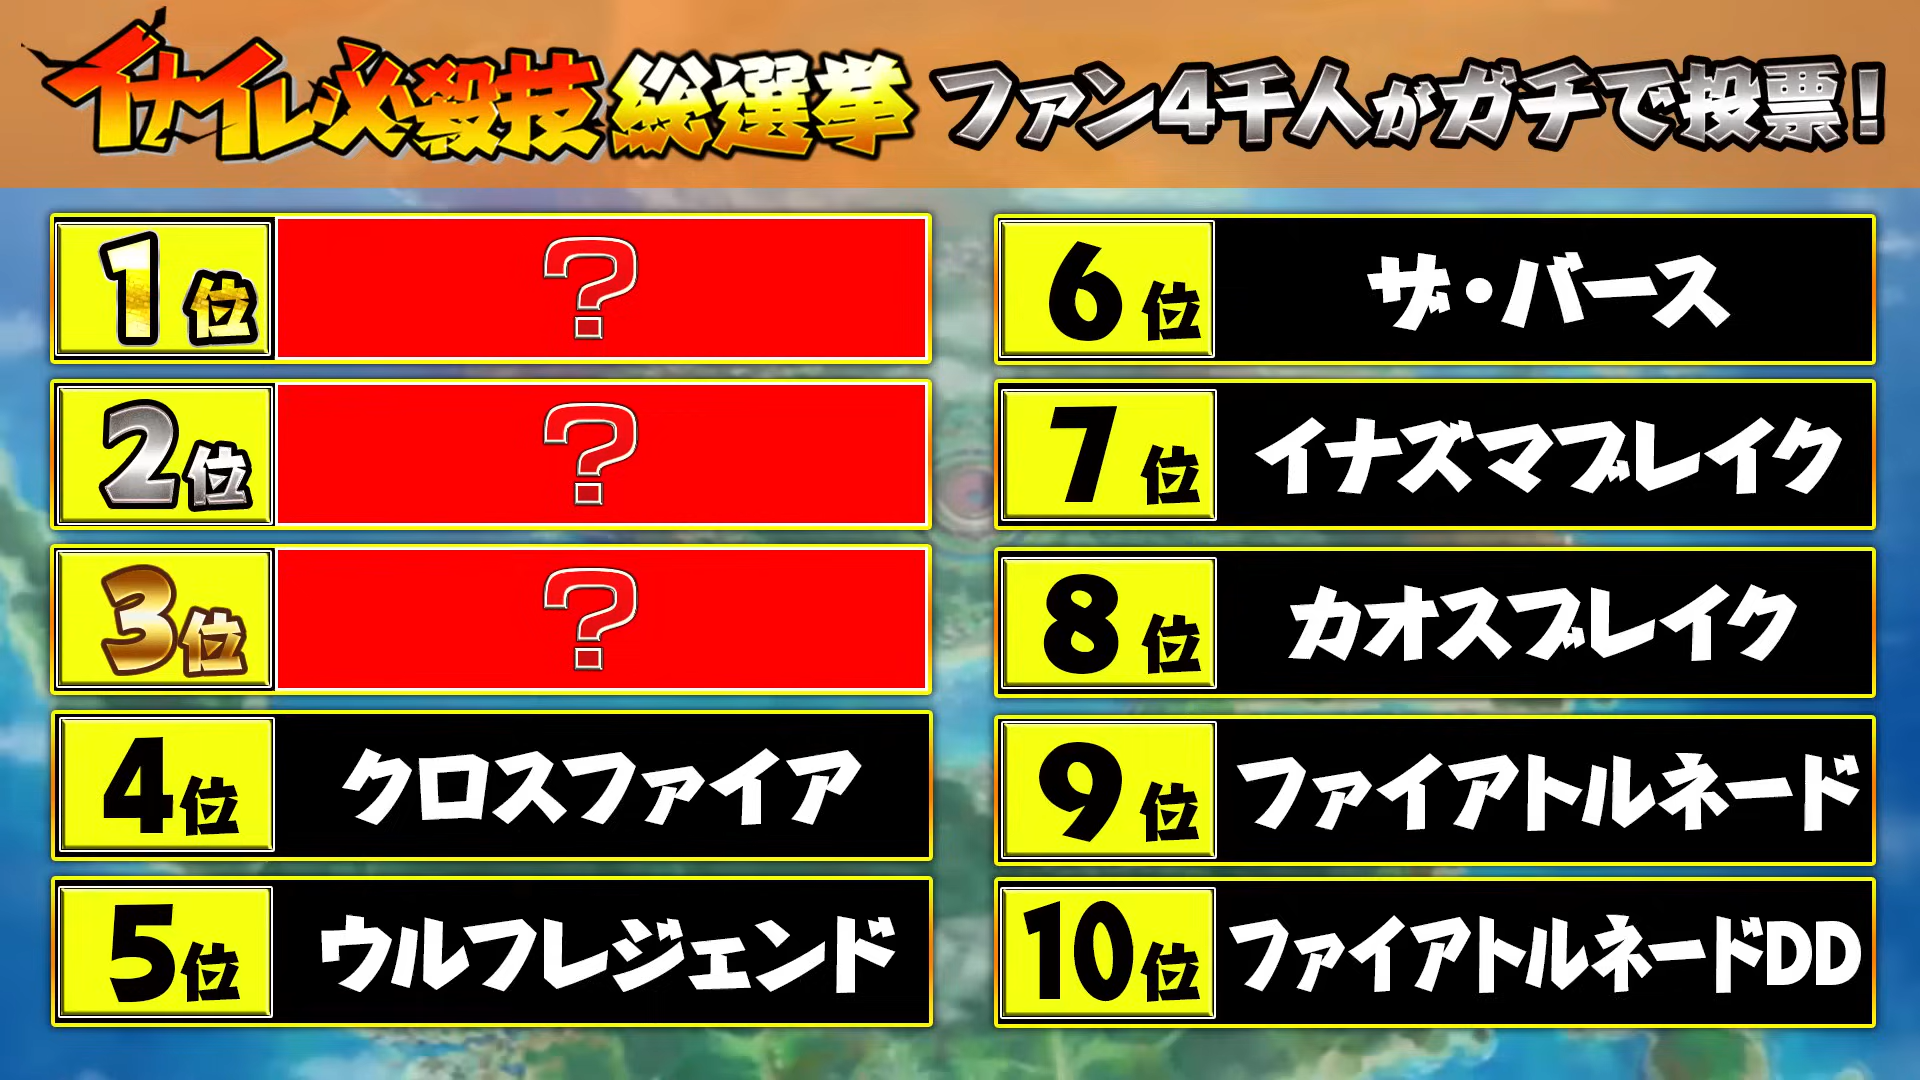 イナイレ必殺技総選挙 ファン4千人がガチで投票!
1位 ?
2位 ?
3位 ?
4位 クロスファイア
5位 ウルフレジェンド
6位 ザ・バース
7位 イナズマブレイク
8位 カオスブレイク
9位 ファイアトルネード
10位 ファイアトルネードDD